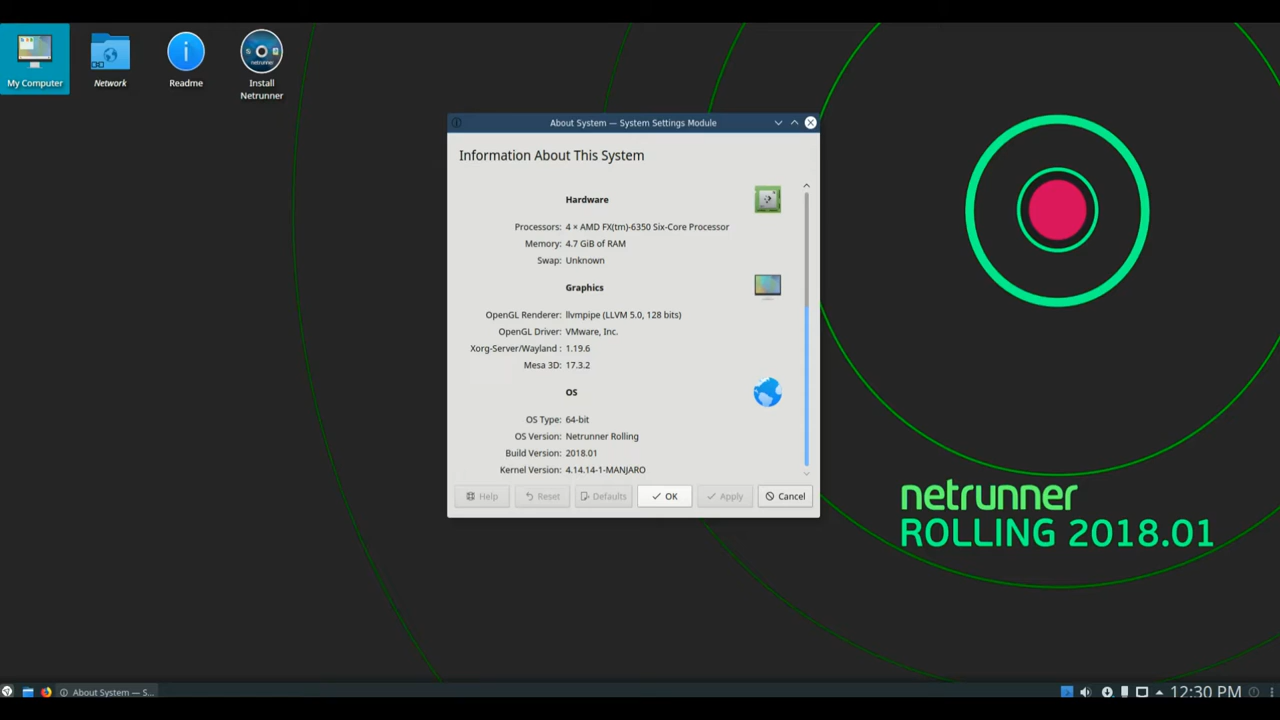 My Computer
Network
Readme
Install
Netrunner
netrunner
About System — System Settings Module
Information About This System
Hardware
Processors: 4 × AMD FX(tm)-6350 Six-Core Processor
Memory: 4.7 GiB of RAM
Swap: Unknown
Graphics
OpenGL Renderer: llvmpipe (LLVM 5.0, 128 bits)
OpenGL Driver: VMware, Inc.
Xorg-Server/Wayland : 1.19.6
Mesa 3D: 17.3.2
OS
OS Type: 64-bit
OS Version: Netrunner Rolling
Build Version: 2018.01
Kernel Version: 4.14.14-1-MANJARO
Help
Reset
Defaults
OK
Apply
Cancel
netrunner
ROLLING 2018.01
About System — S...
12:30 PM